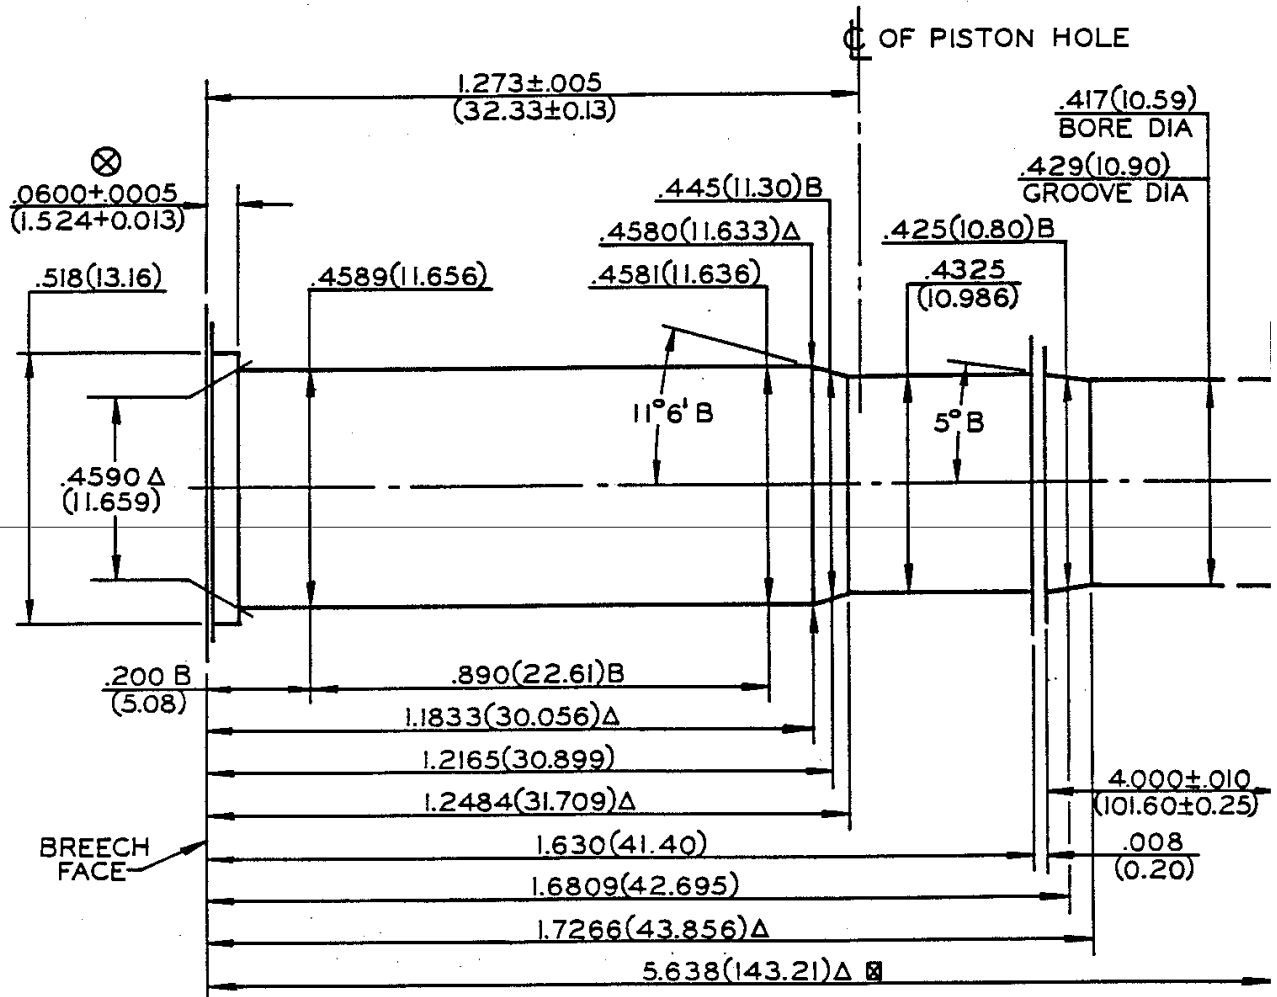 ℄ OF PISTON HOLE
1.273±.005
(32.33±0.13)
.417(10.59)
BORE DIA
⊗
.0600+.0005
(1.524+0.013)
.429(10.90)
GROOVE DIA
.445(11.30)B
.4580(11.633)Δ
.425(10.80)B
.518(13.16)
.4589(11.656)
.4581(11.636)
.4325
(10.986)
11°6' B
5° B
.4590 Δ
(11.659)
.200 B
(5.08)
.890(22.61)B
1.1833(30.056)Δ
1.2165(30.899)
4.000±.010
(101.60±0.25)
1.2484(31.709)Δ
BREECH
FACE
1.630(41.40)
.008
(0.20)
1.6809(42.695)
1.7266(43.856)Δ
5.638(143.21)Δ ⊠